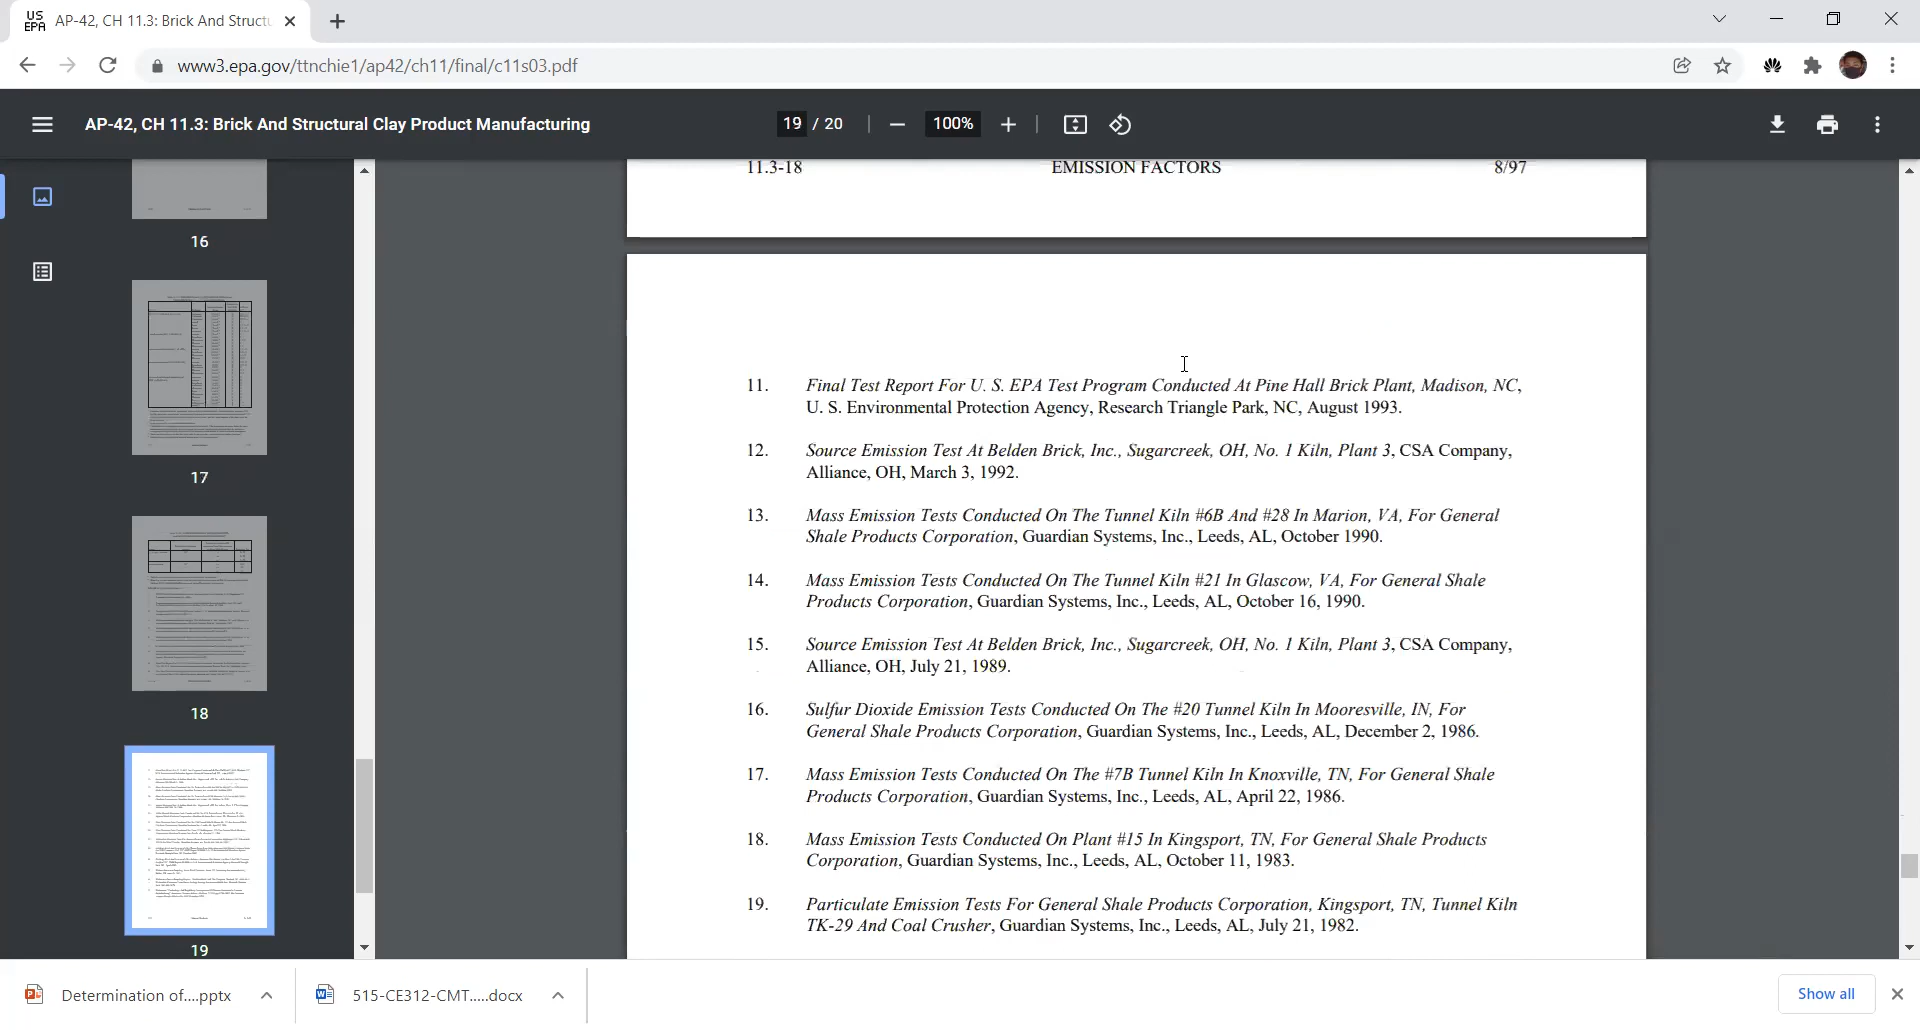 US
EPA
AP-42, CH 11.3: Brick And Structu
www3.epa.gov/ttnchie1/ap42/ch11/final/c11s03.pdf
AP-42, CH 11.3: Brick And Structural Clay Product Manufacturing
19 / 20
100%
16
17
18
19
11.3-18 EMISSION FACTORS 8/97
11. Final Test Report For U. S. EPA Test Program Conducted At Pine Hall Brick Plant, Madison, NC,
U. S. Environmental Protection Agency, Research Triangle Park, NC, August 1993.
12. Source Emission Test At Belden Brick, Inc., Sugarcreek, OH, No. 1 Kiln, Plant 3, CSA Company,
Alliance, OH, March 3, 1992.
13. Mass Emission Tests Conducted On The Tunnel Kiln #6B And #28 In Marion, VA, For General
Shale Products Corporation, Guardian Systems, Inc., Leeds, AL, October 1990.
14. Mass Emission Tests Conducted On The Tunnel Kiln #21 In Glascow, VA, For General Shale
Products Corporation, Guardian Systems, Inc., Leeds, AL, October 16, 1990.
15. Source Emission Test At Belden Brick, Inc., Sugarcreek, OH, No. 1 Kiln, Plant 3, CSA Company,
Alliance, OH, July 21, 1989.
16. Sulfur Dioxide Emission Tests Conducted On The #20 Tunnel Kiln In Mooresville, IN, For
General Shale Products Corporation, Guardian Systems, Inc., Leeds, AL, December 2, 1986.
17. Mass Emission Tests Conducted On The #7B Tunnel Kiln In Knoxville, TN, For General Shale
Products Corporation, Guardian Systems, Inc., Leeds, AL, April 22, 1986.
18. Mass Emission Tests Conducted On Plant #15 In Kingsport, TN, For General Shale Products
Corporation, Guardian Systems, Inc., Leeds, AL, October 11, 1983.
19. Particulate Emission Tests For General Shale Products Corporation, Kingsport, TN, Tunnel Kiln
TK-29 And Coal Crusher, Guardian Systems, Inc., Leeds, AL, July 21, 1982.
Determination of....pptx
515-CE312-CMT.....docx
Show all